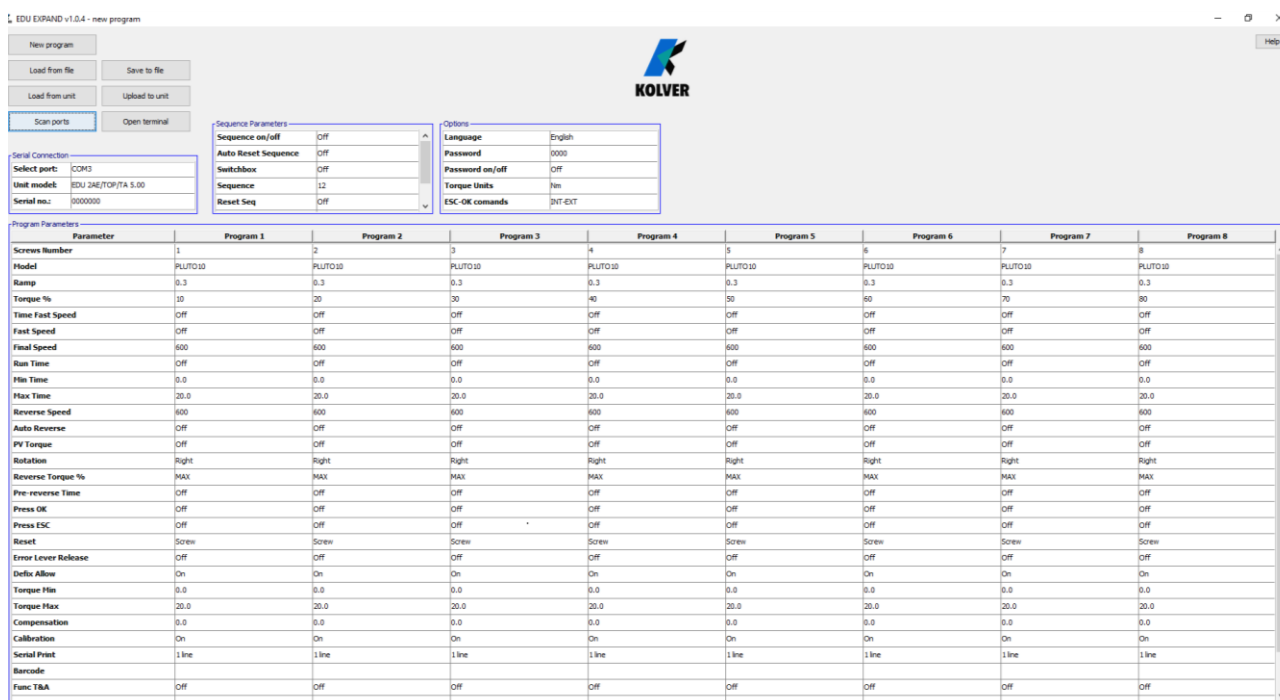 EDU EXPAND v1.0.4 - new program
New program
Help
Load from file Save to file
Load from unit Upload to unit
KOLVER
Scan ports Open terminal
Serial Connection
Select port: COM3
Unit model: EDU 2AE/TOP/TA 5.00
Serial no.: 0000000
Sequence Parameters
Sequence on/off Off
Auto Reset Sequence Off
Switchbox Off
Sequence 12
Reset Seq Off
Options
Language English
Password 0000
Password on/off Off
Torque Units Nm
ESC-OK comands INT-EXT
Program Parameters
Parameter Program 1 Program 2 Program 3 Program 4 Program 5 Program 6 Program 7 Program 8
Screws Number 1 2 3 4 5 6 7 8
Model PLUTO10 PLUTO10 PLUTO10 PLUTO10 PLUTO10 PLUTO10 PLUTO10 PLUTO10
Ramp 0.3 0.3 0.3 0.3 0.3 0.3 0.3 0.3
Torque % 10 20 30 40 50 60 70 80
Time Fast Speed Off Off Off Off Off Off Off Off
Fast Speed Off Off Off Off Off Off Off Off
Final Speed 600 600 600 600 600 600 600 600
Run Time Off Off Off Off Off Off Off Off
Min Time 0.0 0.0 0.0 0.0 0.0 0.0 0.0 0.0
Max Time 20.0 20.0 20.0 20.0 20.0 20.0 20.0 20.0
Reverse Speed 600 600 600 600 600 600 600 600
Auto Reverse Off Off Off Off Off Off Off Off
PV Torque Off Off Off Off Off Off Off Off
Rotation Right Right Right Right Right Right Right Right
Reverse Torque % MAX MAX MAX MAX MAX MAX MAX MAX
Pre-reverse Time Off Off Off Off Off Off Off Off
Press OK Off Off Off Off Off Off Off Off
Press ESC Off Off Off Off Off Off Off Off
Reset Screw Screw Screw Screw Screw Screw Screw Screw
Error Lever Release Off Off Off Off Off Off Off Off
Defix Allow On On On On On On On On
Torque Min 0.0 0.0 0.0 0.0 0.0 0.0 0.0 0.0
Torque Max 20.0 20.0 20.0 20.0 20.0 20.0 20.0 20.0
Compensation 0.0 0.0 0.0 0.0 0.0 0.0 0.0 0.0
Calibration On On On On On On On On
Serial Print 1 line 1 line 1 line 1 line 1 line 1 line 1 line 1 line
Barcode
Func T&A Off Off Off Off Off Off Off Off